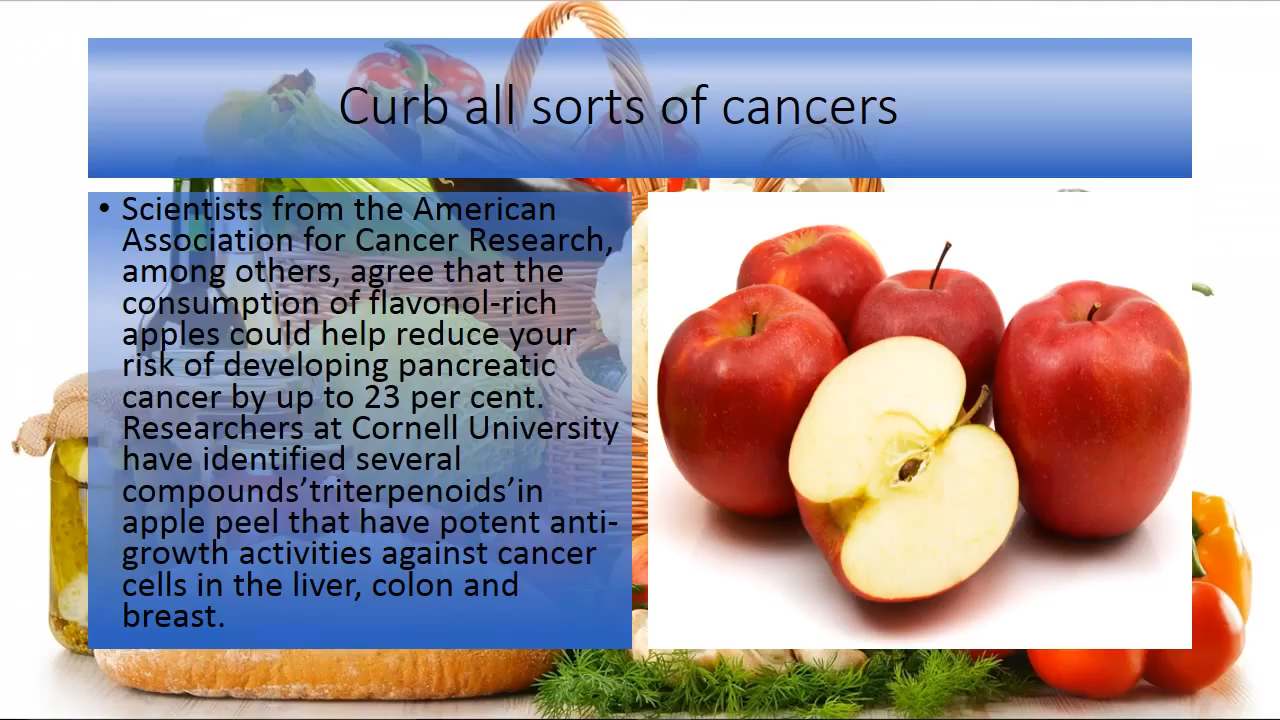 Curb all sorts of cancers
• Scientists from the American
Association for Cancer Research,
among others, agree that the
consumption of flavonol-rich
apples could help reduce your
risk of developing pancreatic
cancer by up to 23 per cent.
Researchers at Cornell University
have identified several
compounds’triterpenoids’in
apple peel that have potent anti-
growth activities against cancer
cells in the liver, colon and
breast.